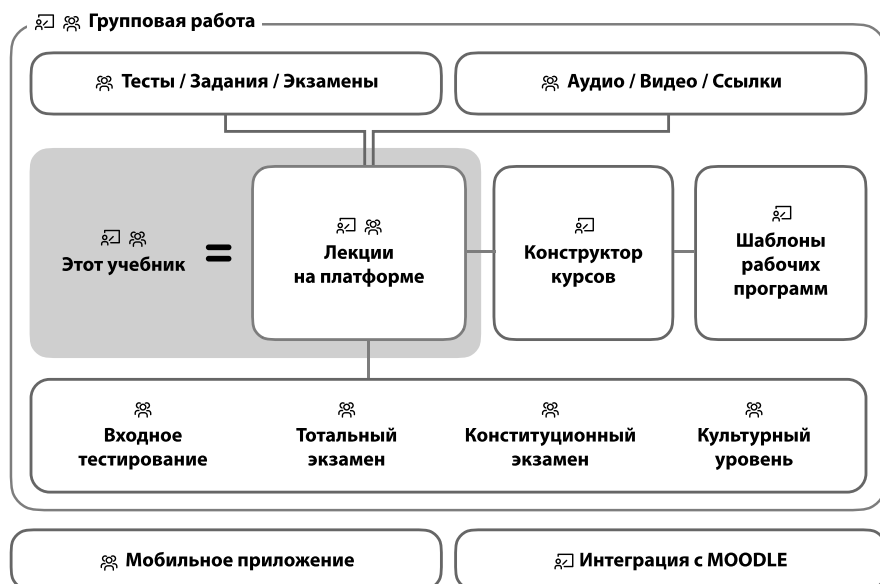 Групповая работа
Тесты / Задания / Экзамены
Аудио / Видео / Ссылки
Этот учебник
=
Лекции
на платформе
Конструктор
курсов
Шаблоны
рабочих
программ
Входное
тестирование
Тотальный
экзамен
Конституционный
экзамен
Культурный
уровень
Мобильное приложение
Интеграция с MOODLE